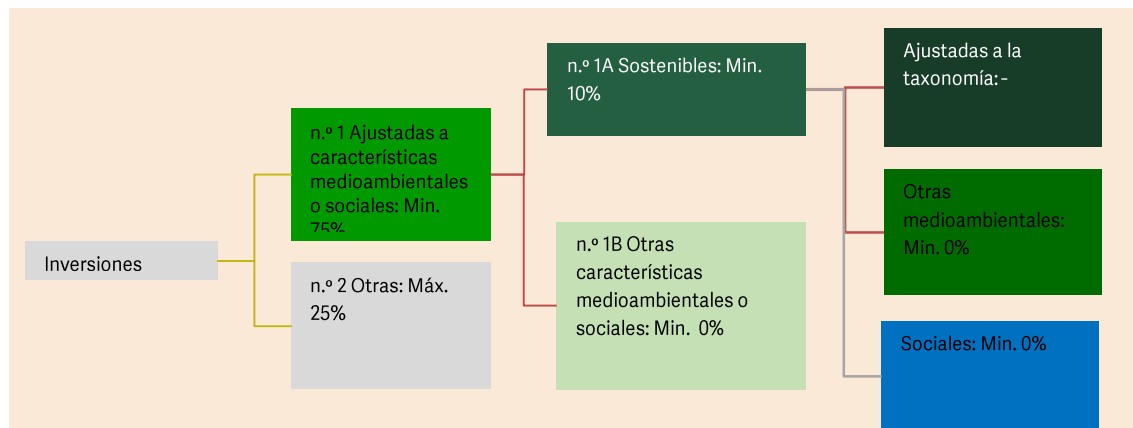 Inversiones
n.º 1 Ajustadas a
características
medioambientales
o sociales: Min.
75%
n.º 2 Otras: Máx.
25%
n.º 1A Sostenibles: Min.
10%
n.º 1B Otras
características
medioambientales o
sociales: Min.  0%
Ajustadas a la
taxonomía:-
Otras
medioambientales:
Min. 0%
Sociales: Min. 0%